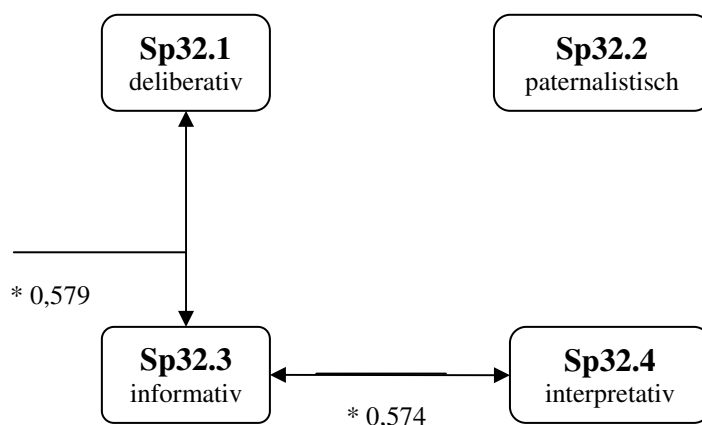 Sp32.1
deliberativ
Sp32.2
paternalistisch
* 0,579
Sp32.3
informativ
Sp32.4
interpretativ
* 0,574